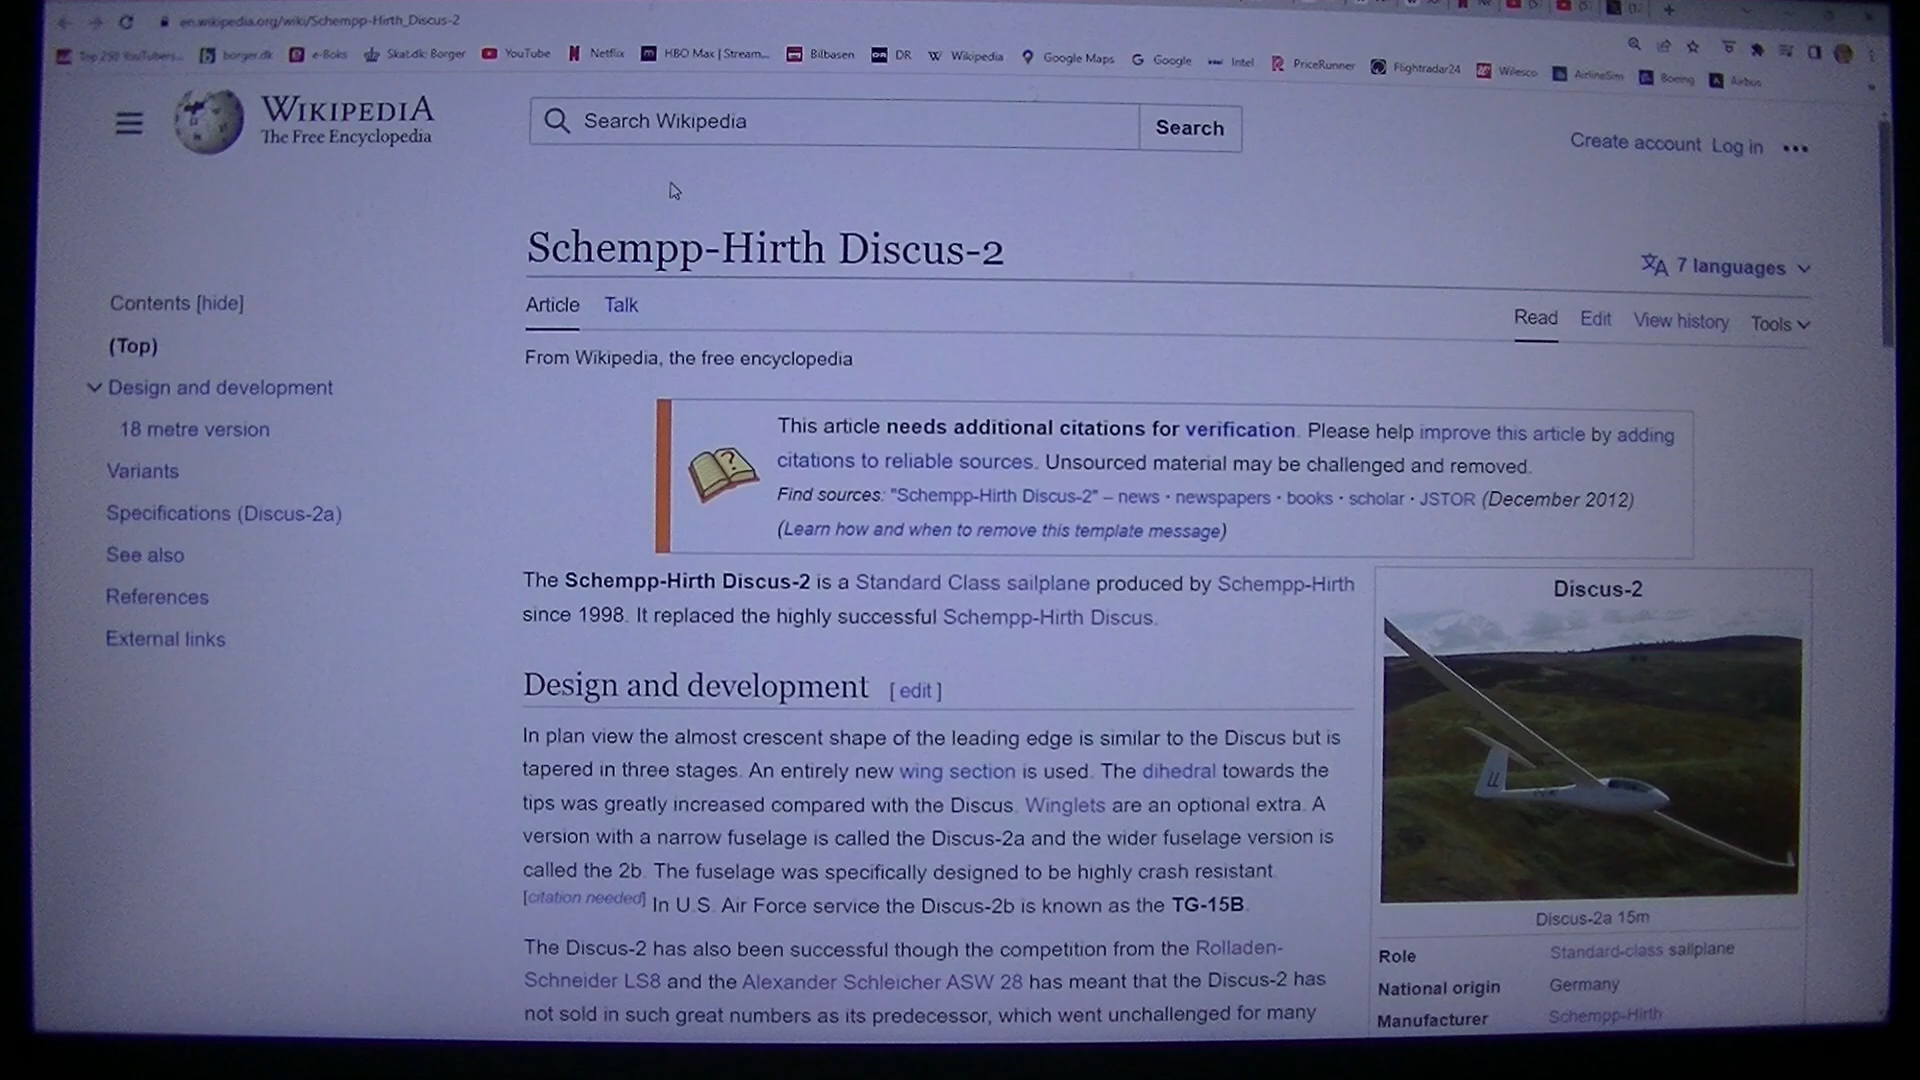 en.wikipedia.org/wiki/Schempp-Hirth_Discus-2
Top 250 YouTubers... borger.dk e-Boks Skat.dk: Borger YouTube Netflix HBO Max | Stream... Bilbasen DR Wikipedia Google Maps Google Intel PriceRunner Flightradar24 Wilesco AirlineSim Boeing Airbus
WIKIPEDIA
The Free Encyclopedia
Search Wikipedia
Search
Create account Log in
Schempp-Hirth Discus-2
7 languages
Article Talk
Read Edit View history Tools
From Wikipedia, the free encyclopedia
Contents [hide]
(Top)
Design and development
18 metre version
Variants
Specifications (Discus-2a)
See also
References
External links
This article needs additional citations for verification. Please help improve this article by adding
citations to reliable sources. Unsourced material may be challenged and removed.
Find sources: "Schempp-Hirth Discus-2" – news · newspapers · books · scholar · JSTOR (December 2012)
(Learn how and when to remove this template message)
The Schempp-Hirth Discus-2 is a Standard Class sailplane produced by Schempp-Hirth
since 1998. It replaced the highly successful Schempp-Hirth Discus.
Design and development [ edit ]
In plan view the almost crescent shape of the leading edge is similar to the Discus but is
tapered in three stages. An entirely new wing section is used. The dihedral towards the
tips was greatly increased compared with the Discus. Winglets are an optional extra. A
version with a narrow fuselage is called the Discus-2a and the wider fuselage version is
called the 2b. The fuselage was specifically designed to be highly crash resistant.
[citation needed] In U.S. Air Force service the Discus-2b is known as the TG-15B.
The Discus-2 has also been successful though the competition from the Rolladen-
Schneider LS8 and the Alexander Schleicher ASW 28 has meant that the Discus-2 has
not sold in such great numbers as its predecessor, which went unchallenged for many
Discus-2
LL
Discus-2a 15m
Role Standard-class sailplane
National origin Germany
Manufacturer Schempp-Hirth